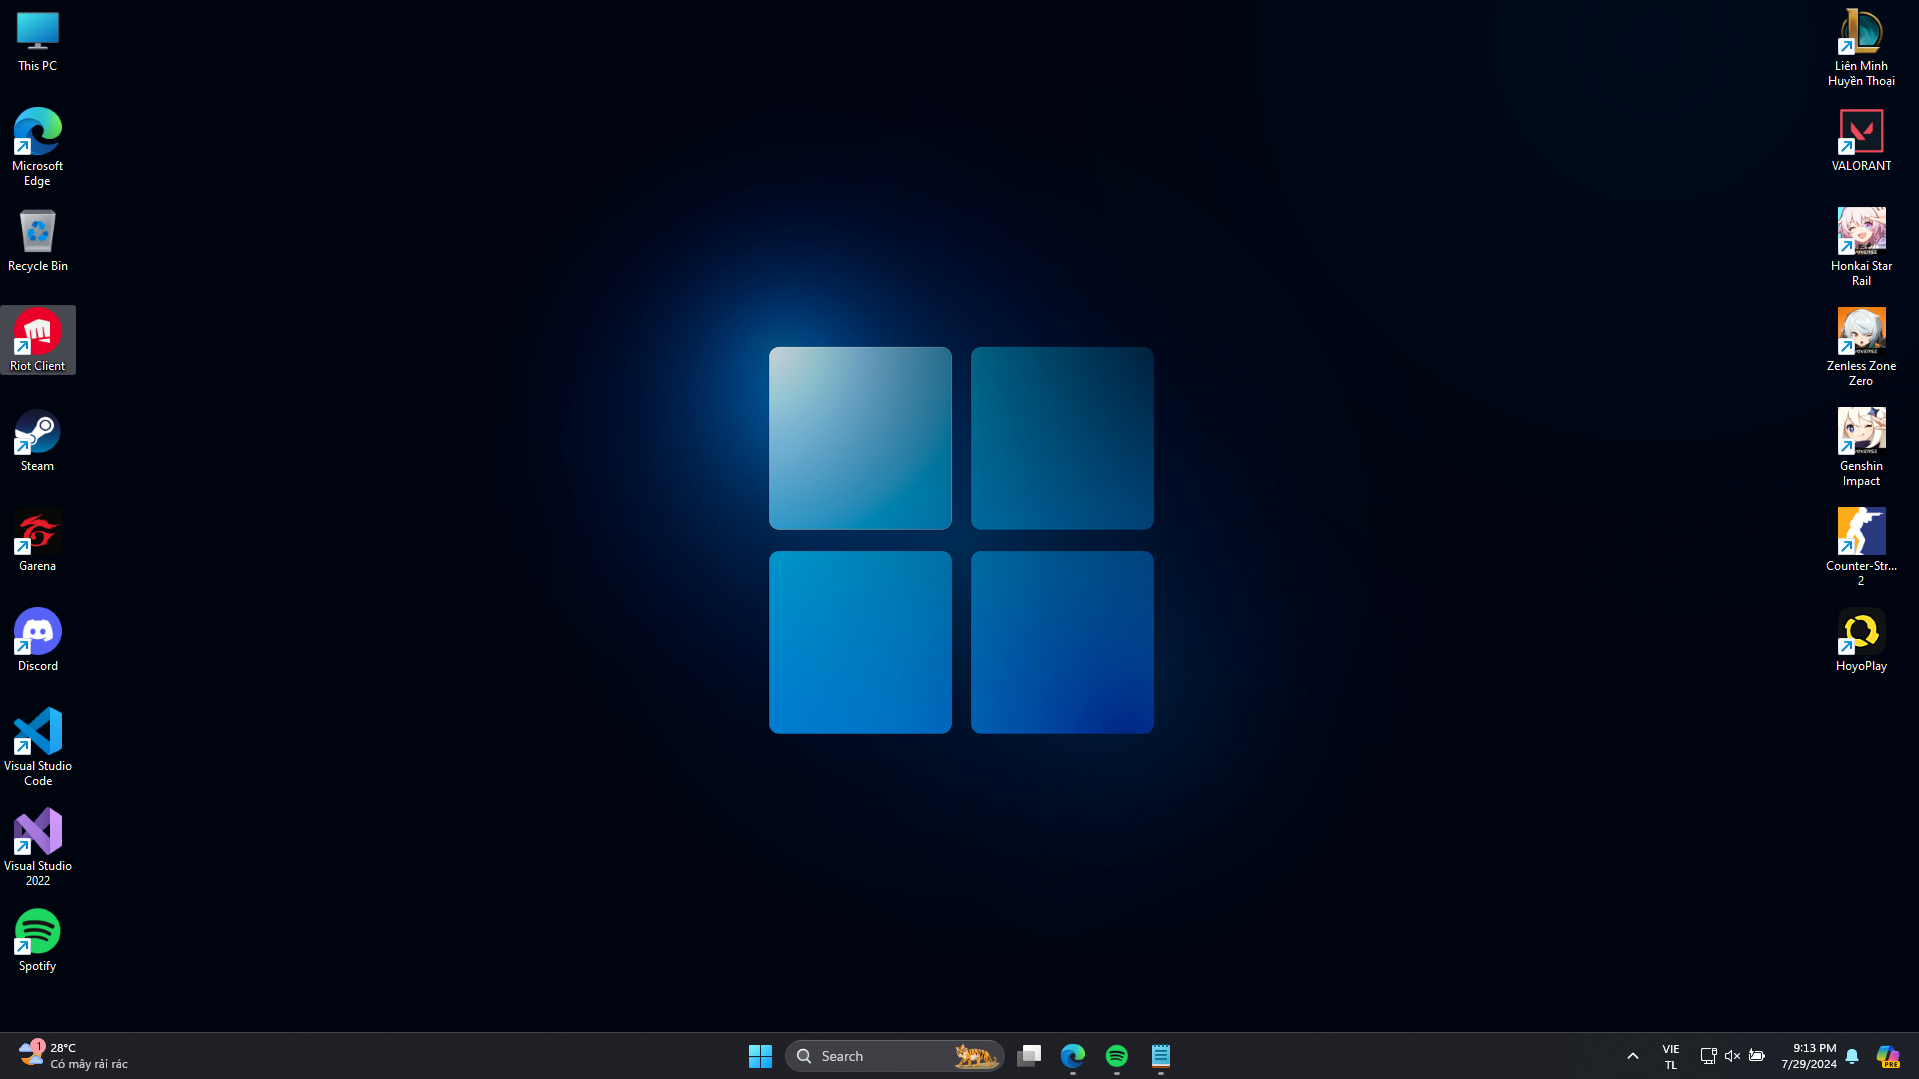 This PC
Microsoft
Edge
Recycle Bin
Riot Client
Steam
Garena
Discord
Visual Studio
Code
Visual Studio
2022
Spotify
Liên Minh
Huyền Thoại
VALORANT
Honkai Star
Rail
Zenless Zone
Zero
Genshin
Impact
Counter-Str...
2
HoyoPlay
1
28°C
Có mây rải rác
Search
VIE
TL
9:13 PM
7/29/2024
PRE